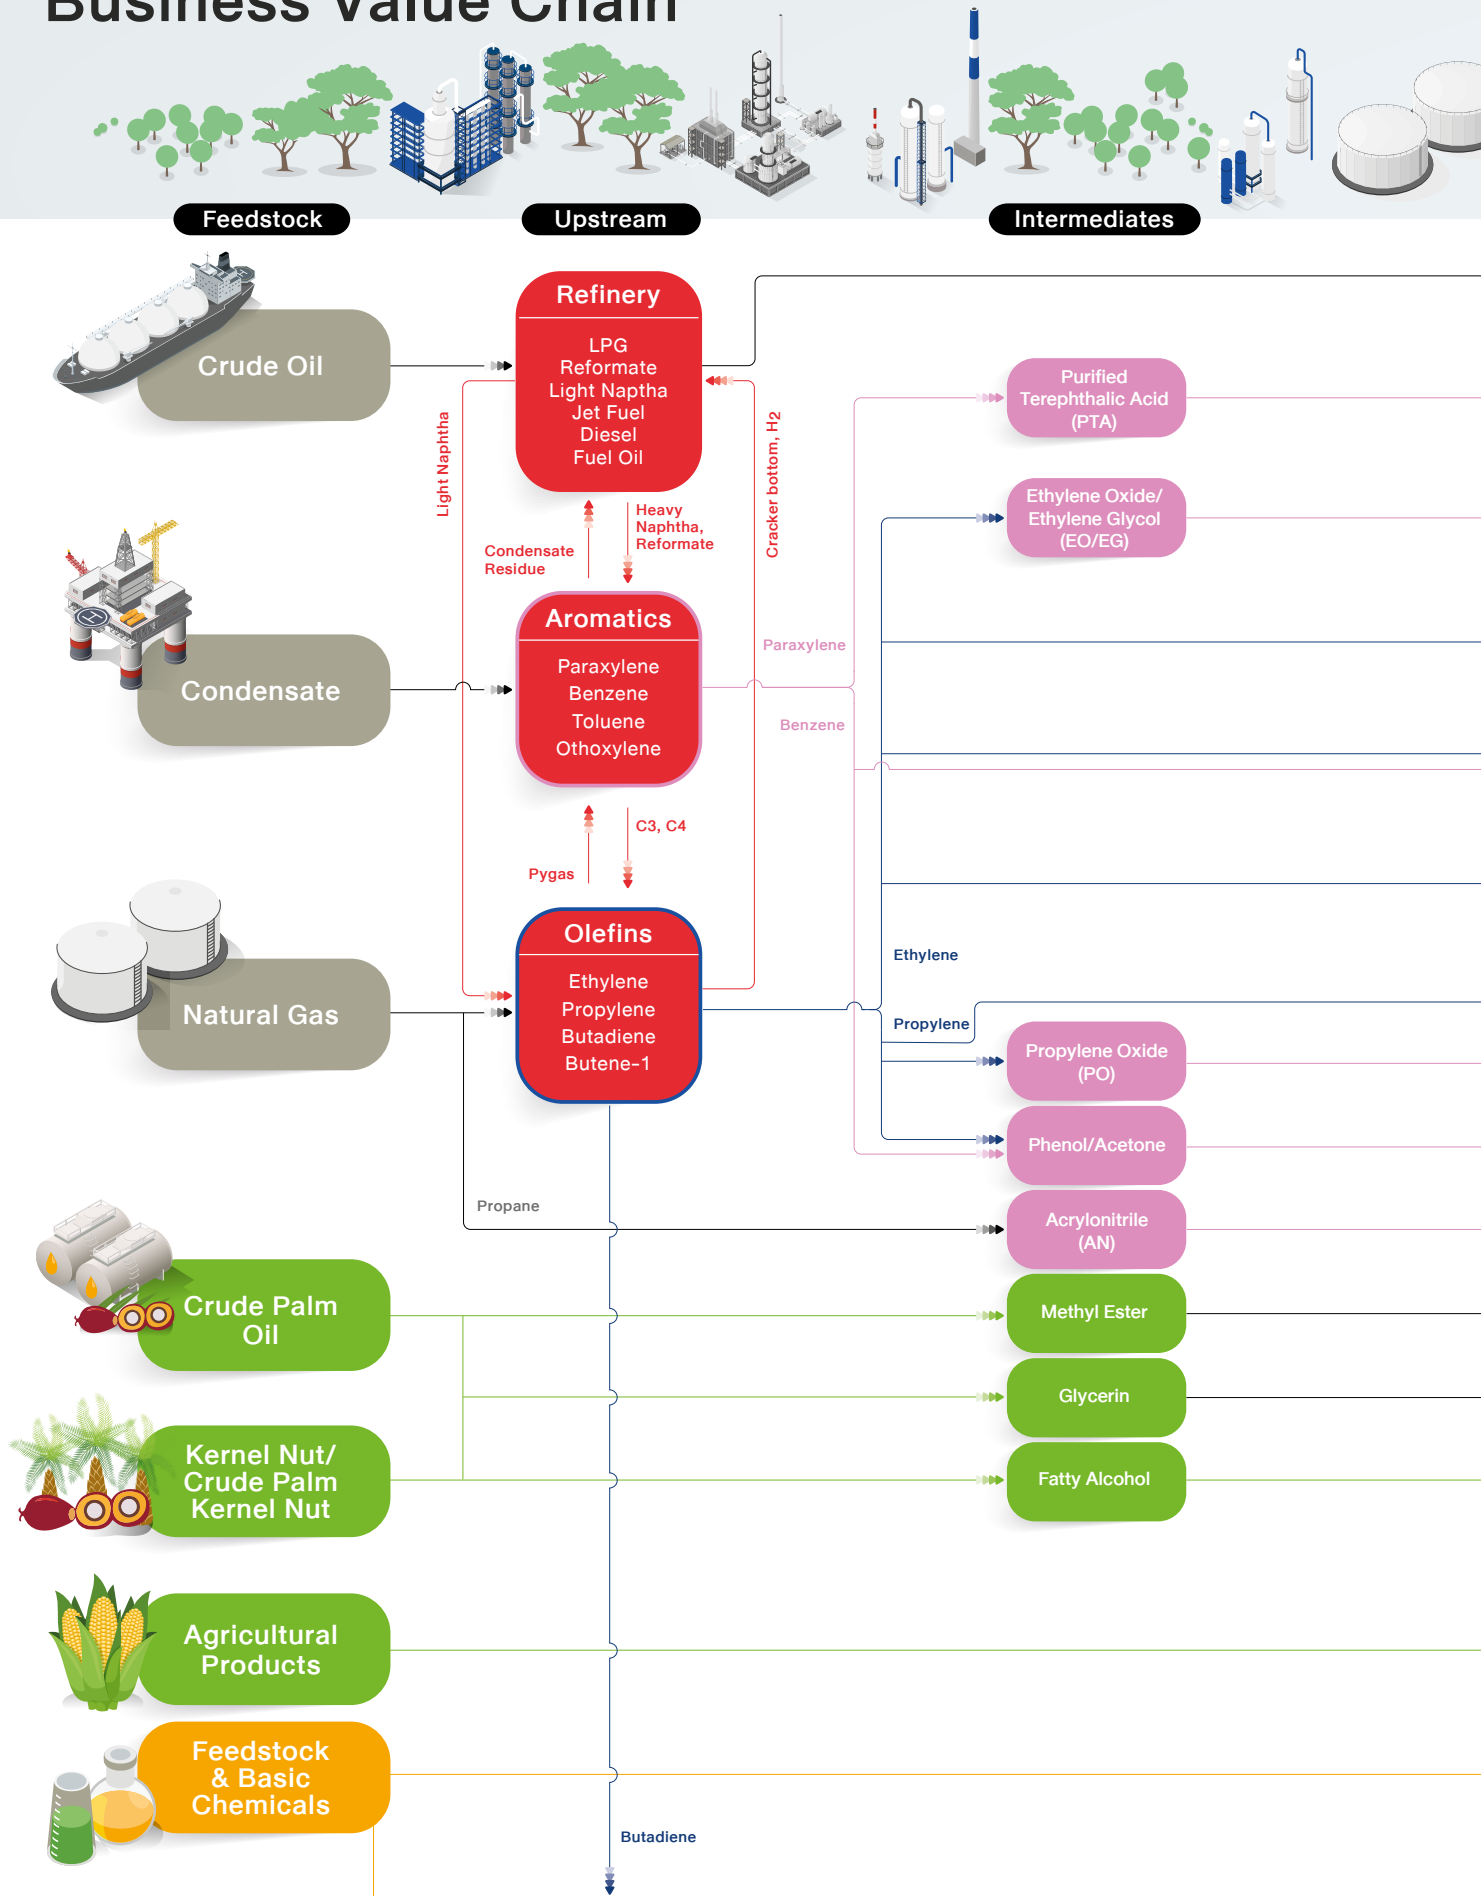 Business Value Chain
Feedstock
Upstream
Intermediates
Crude Oil
Refinery
LPG
Reformate
Light Naptha
Jet Fuel
Diesel
Fuel Oil
Light Naphtha
Cracker bottom, H2
Purified
Terephthalic Acid
(PTA)
Ethylene Oxide/
Ethylene Glycol
(EO/EG)
Condensate
Residue
Heavy
Naphtha,
Reformate
Condensate
Aromatics
Paraxylene
Benzene
Toluene
Othoxylene
Paraxylene
Benzene
Pygas
C3, C4
Natural Gas
Olefins
Ethylene
Propylene
Butadiene
Butene-1
Ethylene
Propylene
Propylene Oxide
(PO)
Phenol/Acetone
Propane
Acrylonitrile
(AN)
Crude Palm
Oil
Methyl Ester
Glycerin
Kernel Nut/
Crude Palm
Kernel Nut
Fatty Alcohol
Agricultural
Products
Feedstock
& Basic
Chemicals
Butadiene